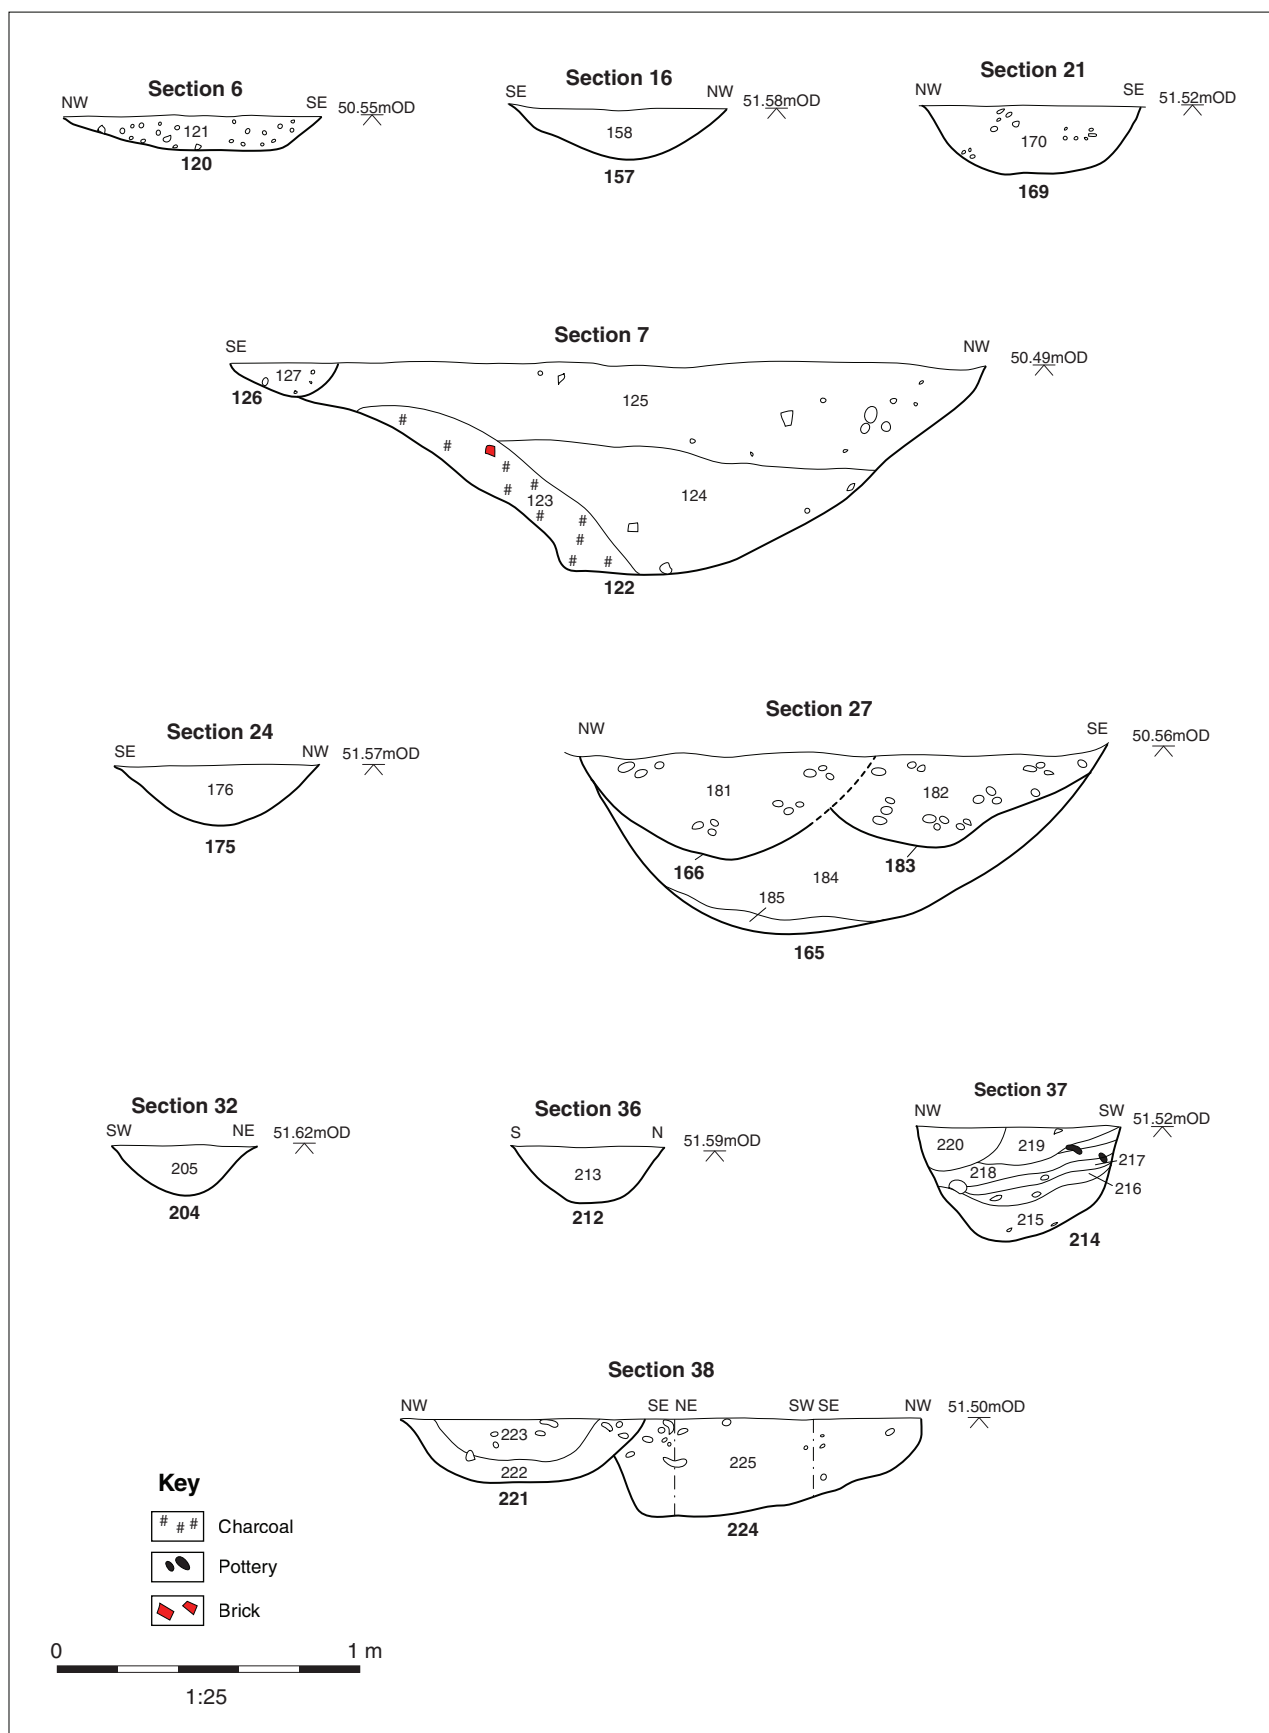 Section 6
NW SE 50.55mOD
121
120
Section 16
SE NW 51.58mOD
158
157
Section 21
NW SE 51.52mOD
170
169
Section 7
SE NW 50.49mOD
127
126
125
123
124
122
Section 24
SE NW 51.57mOD
176
175
Section 27
NW SE 50.56mOD
181 182
166 183
184
185
165
Section 32
SW NE 51.62mOD
205
204
Section 36
S N 51.59mOD
213
212
Section 37
NW SW 51.52mOD
220 219
218 217
216
215
214
Section 38
NW SE NE SW SE NW 51.50mOD
223
222
225
221
224
Key
# # # Charcoal
Pottery
Brick
0 1 m
1:25